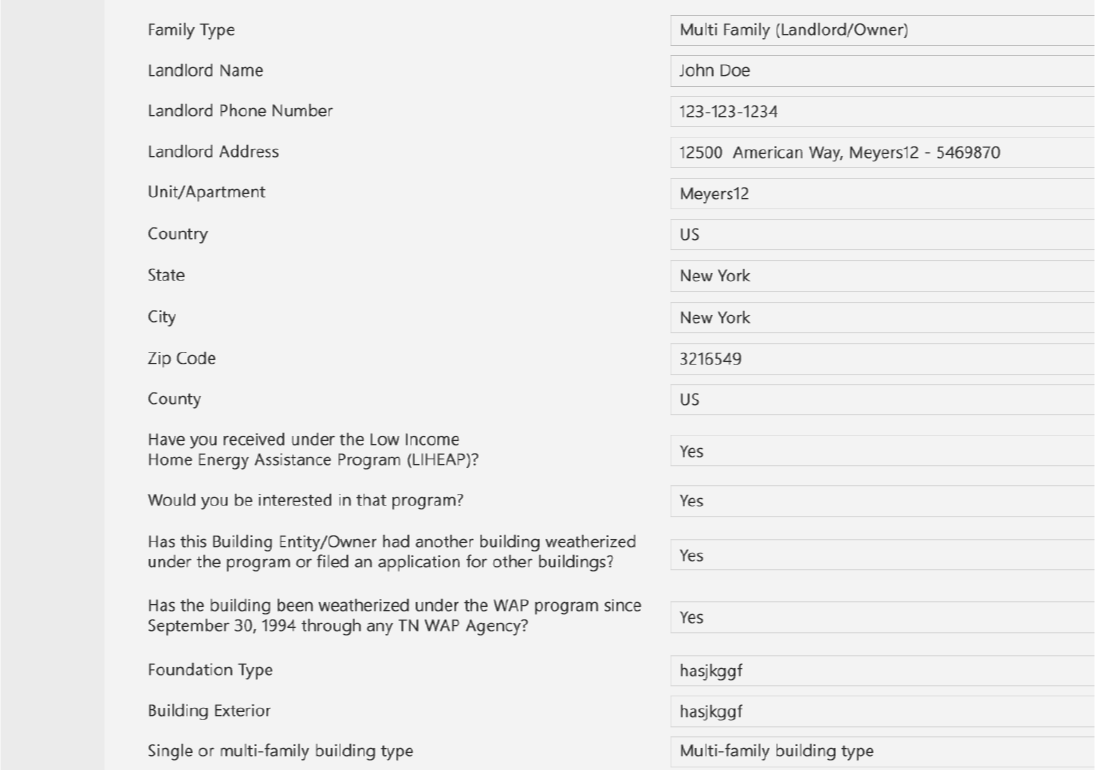 Family Type Multi Family (Landlord/Owner)
Landlord Name John Doe
Landlord Phone Number 123-123-1234
Landlord Address 12500 American Way, Meyers12 - 5469870
Unit/Apartment Meyers12
Country US
State New York
City New York
Zip Code 3216549
County US
Have you received under the Low Income
Home Energy Assistance Program (LIHEAP)? Yes
Would you be interested in that program? Yes
Has this Building Entity/Owner had another building weatherized
under the program or filed an application for other buildings? Yes
Has the building been weatherized under the WAP program since
September 30, 1994 through any TN WAP Agency? Yes
Foundation Type hasjkggf
Building Exterior hasjkggf
Single or multi-family building type Multi-family building type